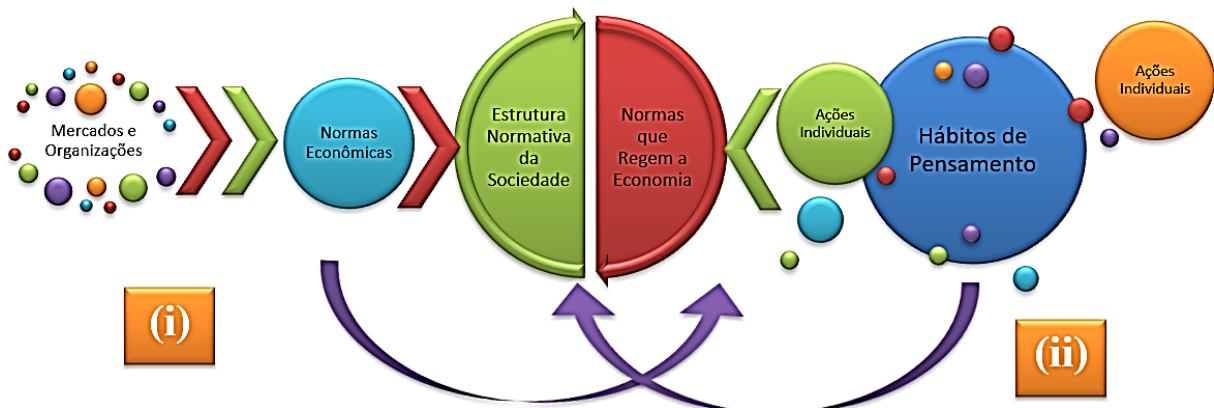 Mercados e
Organizações
Normas
Econômicas
Estrutura
Normativa
da
Sociedade
Normas
que
Regem a
Economia
Ações
Individuais
Hábitos de
Pensamento
Ações
Individuais
(i)
(ii)